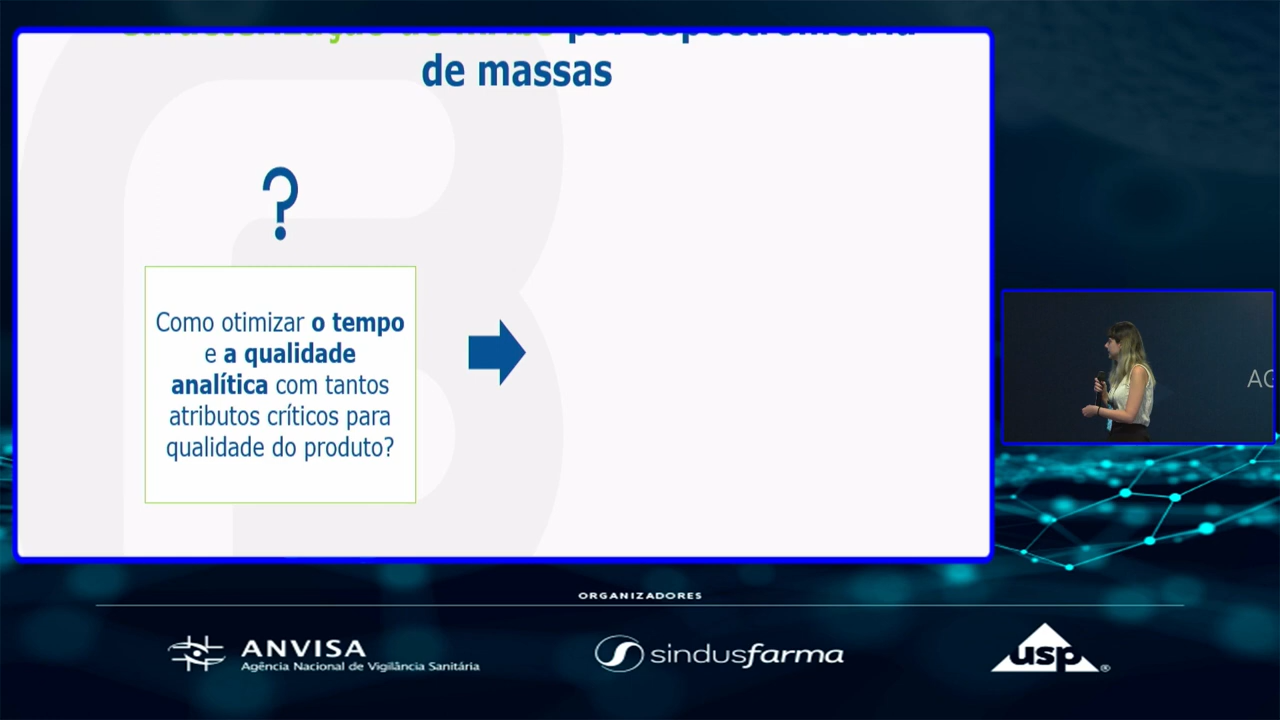 de massas
?
Como otimizar o tempo
e a qualidade
analítica com tantos
atributos críticos para
qualidade do produto?
AG
ORGANIZADORES
ANVISA
Agência Nacional de Vigilância Sanitária
sindusfarma
usp®